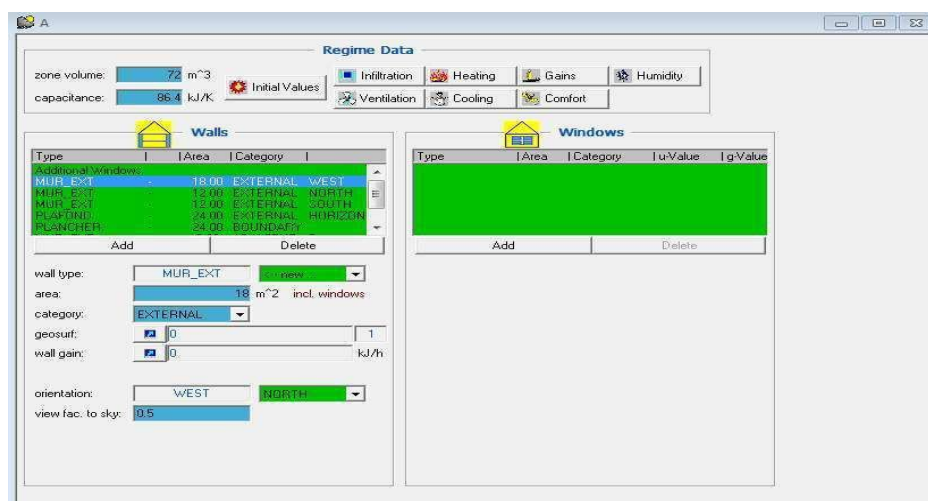 A
Regime Data
zone volume: 72 m^3
capacitance: 86.4 kJ/K
Initial Values
Infiltration Heating Gains Humidity
Ventilation Cooling Comfort
Walls
Type | | Area | Category |
Additional Windows
MUR_EXT - 18.00 EXTERNAL WEST
MUR_EXT - 12.00 EXTERNAL NORTH
MUR_EXT - 12.00 EXTERNAL SOUTH
PLAFOND - 24.00 EXTERNAL HORIZON
PLANCHER - 24.00 BOUNDARY
Add Delete
wall type: MUR_EXT <-- new
area: 18 m^2 incl. windows
category: EXTERNAL
geosurf: 0 1
wall gain: 0 kJ/h
orientation: WEST NORTH
view fac. to sky: 0.5
Windows
Type | Area | Category | u-Value | g-Value
Add Delete